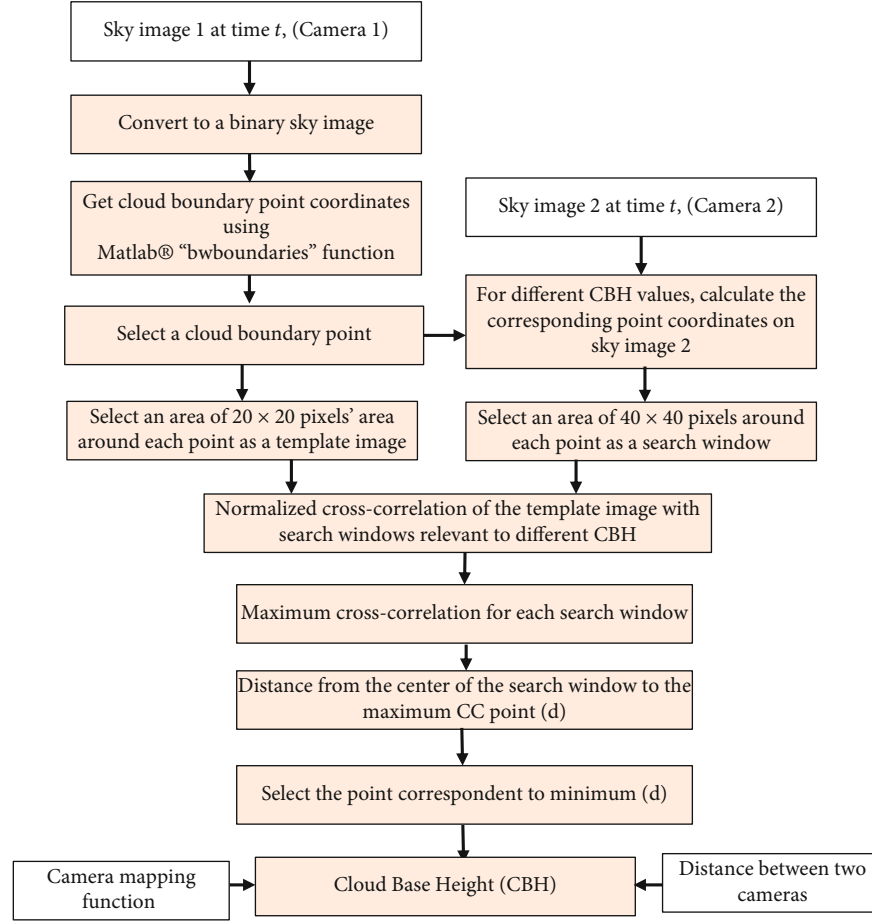 Sky image 1 at time t, (Camera 1)
Convert to a binary sky image
Get cloud boundary point coordinates
using
Matlab® “bwboundaries” function
Sky image 2 at time t, (Camera 2)
Select a cloud boundary point
For different CBH values, calculate the
corresponding point coordinates on
sky image 2
Select an area of 20 × 20 pixels’ area
around each point as a template image
Select an area of 40 × 40 pixels around
each point as a search window
Normalized cross-correlation of the template image with
search windows relevant to different CBH
Maximum cross-correlation for each search window
Distance from the center of the search window to the
maximum CC point (d)
Select the point correspondent to minimum (d)
Camera mapping
function
Cloud Base Height (CBH)
Distance between two
cameras